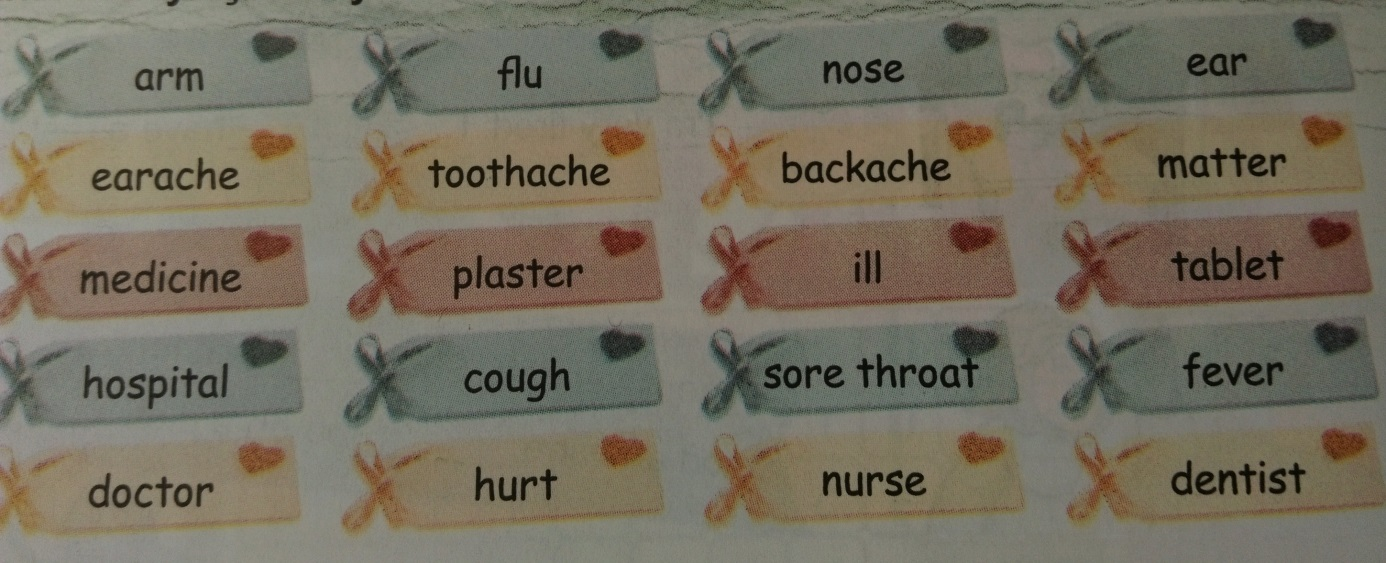 arm flu nose ear
earache toothache backache matter
medicine plaster ill tablet
hospital cough sore throat fever
doctor hurt nurse dentist